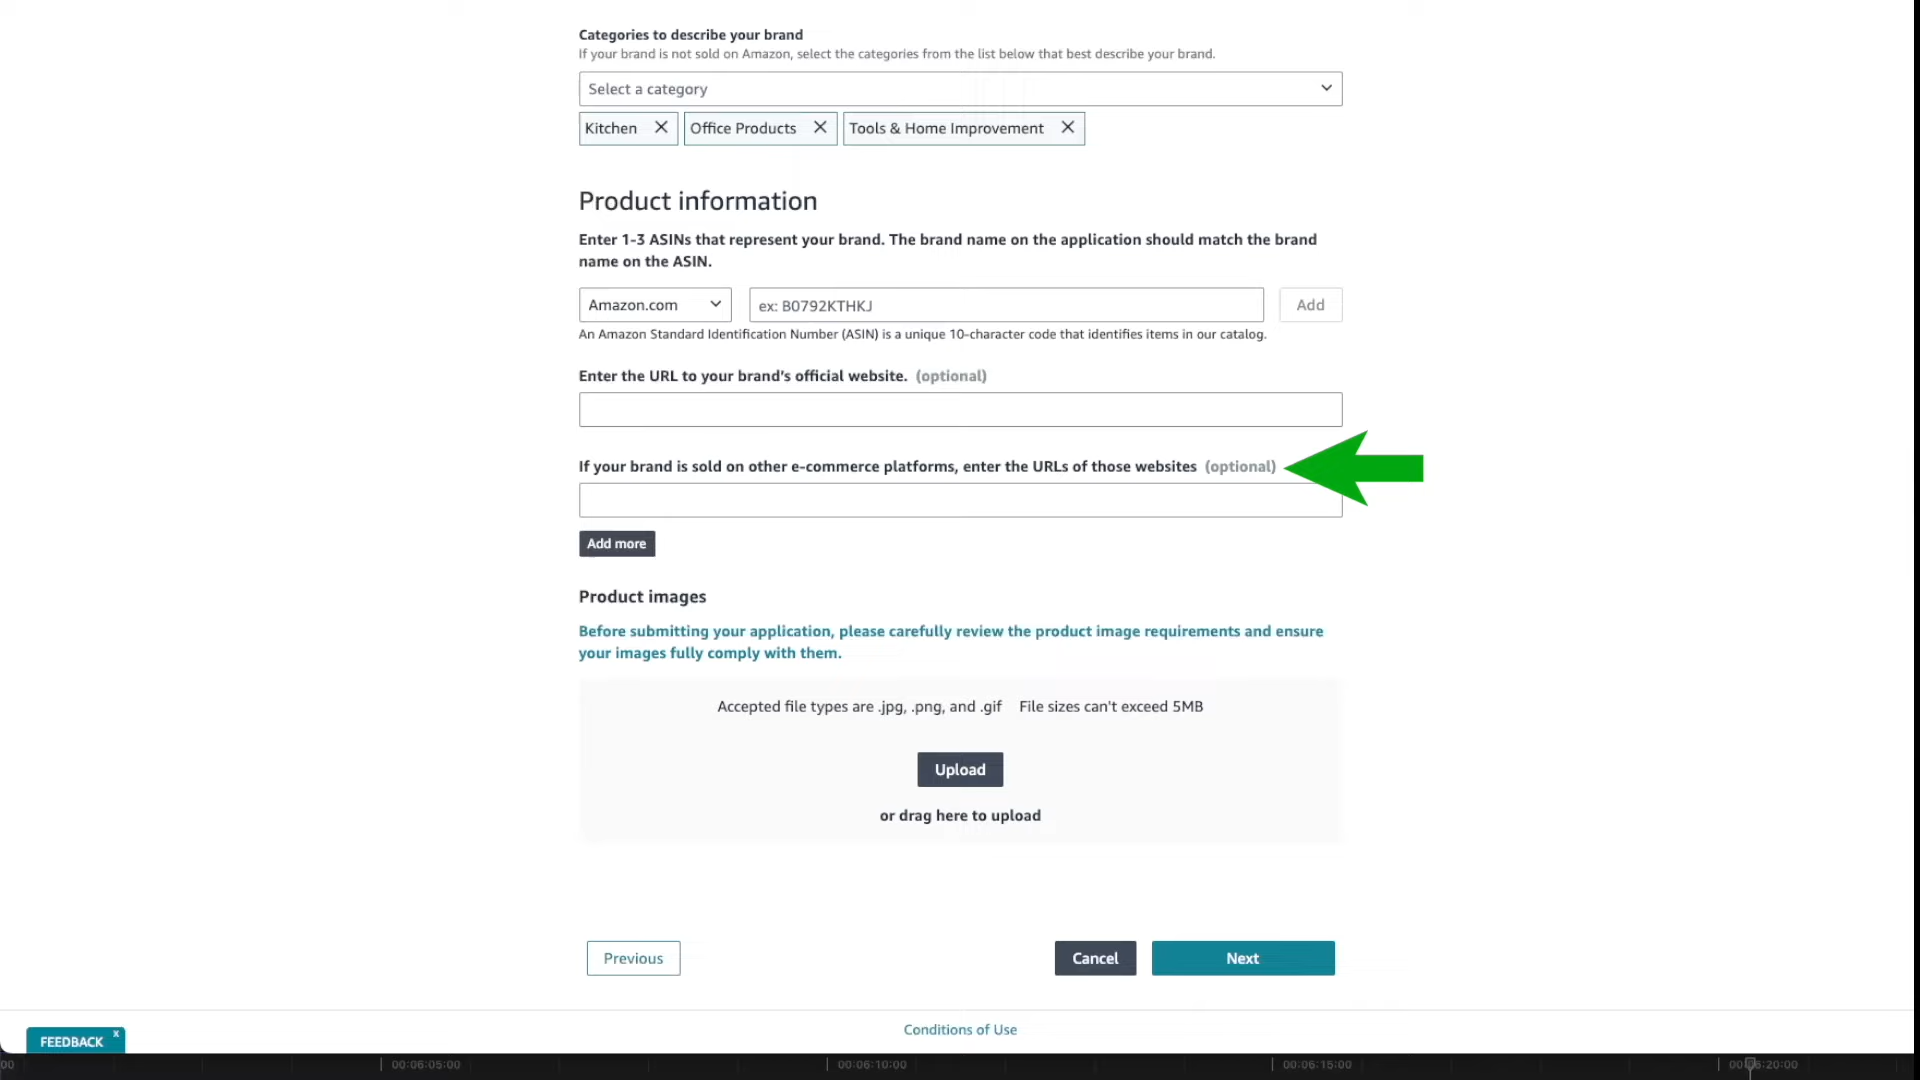 Categories to describe your brand
If your brand is not sold on Amazon, select the categories from the list below that best describe your brand.
Select a category
Kitchen Office Products Tools & Home Improvement
Product information
Enter 1-3 ASINs that represent your brand. The brand name on the application should match the brand
name on the ASIN.
Amazon.com ex: B0792KTHKJ Add
An Amazon Standard Identification Number (ASIN) is a unique 10-character code that identifies items in our catalog.
Enter the URL to your brand's official website. (optional)
If your brand is sold on other e-commerce platforms, enter the URLs of those websites (optional)
Add more
Product images
Before submitting your application, please carefully review the product image requirements and ensure
your images fully comply with them.
Accepted file types are .jpg, .png, and .gif File sizes can't exceed 5MB
Upload
or drag here to upload
Previous Cancel Next
Conditions of Use
FEEDBACK x
00 00:06:05:00 00:06:10:00 00:06:15:00